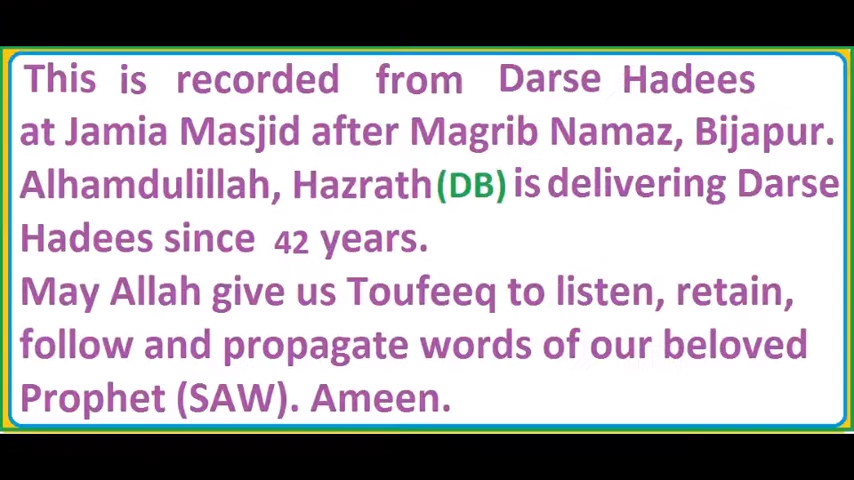 This is recorded from Darse Hadees
at Jamia Masjid after Magrib Namaz, Bijapur.
Alhamdulillah, Hazrath(DB) is delivering Darse
Hadees since 42 years.
May Allah give us Toufeeq to listen, retain,
follow and propagate words of our beloved
Prophet (SAW). Ameen.